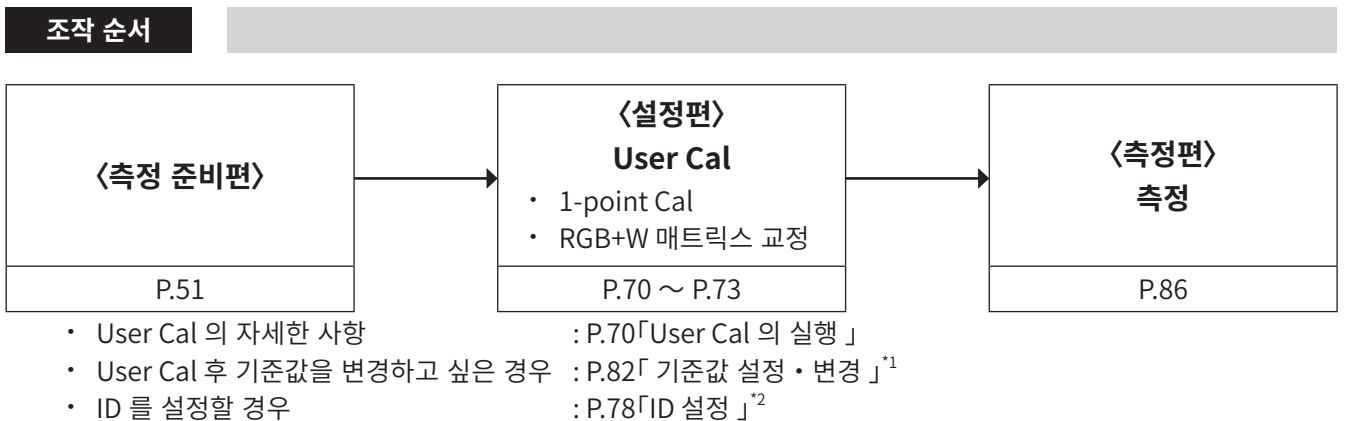 조작 순서
〈측정 준비편〉
P.51
〈설정편〉
User Cal
・ 1-point Cal
・ RGB+W 매트릭스 교정
P.70 ～ P.73
〈측정편〉
측정
P.86
・ User Cal 의 자세한 사항 : P.70「User Cal 의 실행 」
・ User Cal 후 기준값을 변경하고 싶은 경우 : P.82「 기준값 설정・변경 」*1
・ ID 를 설정할 경우 : P.78「ID 설정 」*2